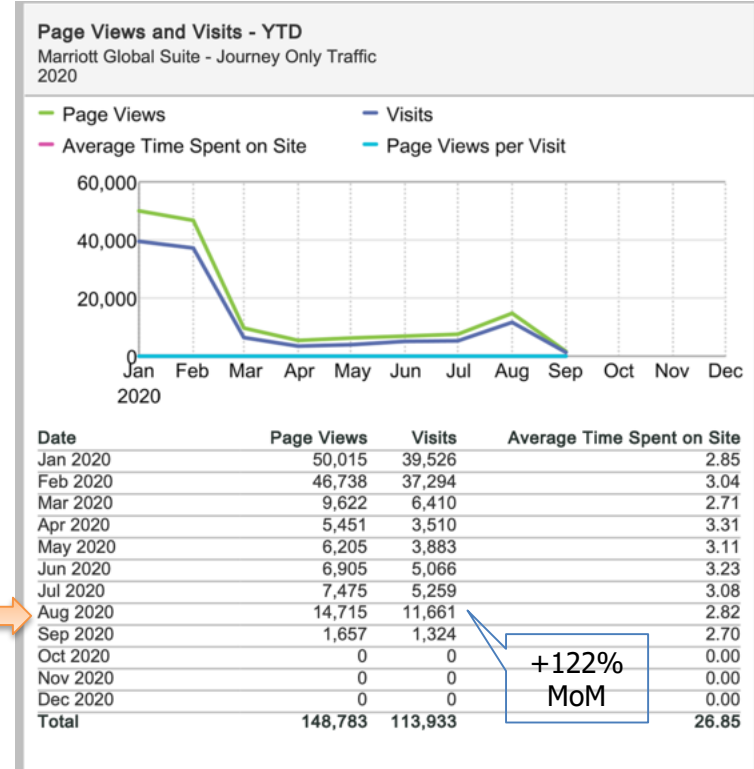 Page Views and Visits - YTD
Marriott Global Suite - Journey Only Traffic
2020
Page Views Visits
Average Time Spent on Site Page Views per Visit
60,000
40,000
20,000
0
Jan Feb Mar Apr May Jun Jul Aug Sep Oct Nov Dec
2020
Date Page Views Visits Average Time Spent on Site
Jan 2020 50,015 39,526 2.85
Feb 2020 46,738 37,294 3.04
Mar 2020 9,622 6,410 2.71
Apr 2020 5,451 3,510 3.31
May 2020 6,205 3,883 3.11
Jun 2020 6,905 5,066 3.23
Jul 2020 7,475 5,259 3.08
Aug 2020 14,715 11,661 2.82
Sep 2020 1,657 1,324 2.70
Oct 2020 0 0 0.00
Nov 2020 0 0 0.00
Dec 2020 0 0 0.00
Total 148,783 113,933 26.85
+122%
MoM